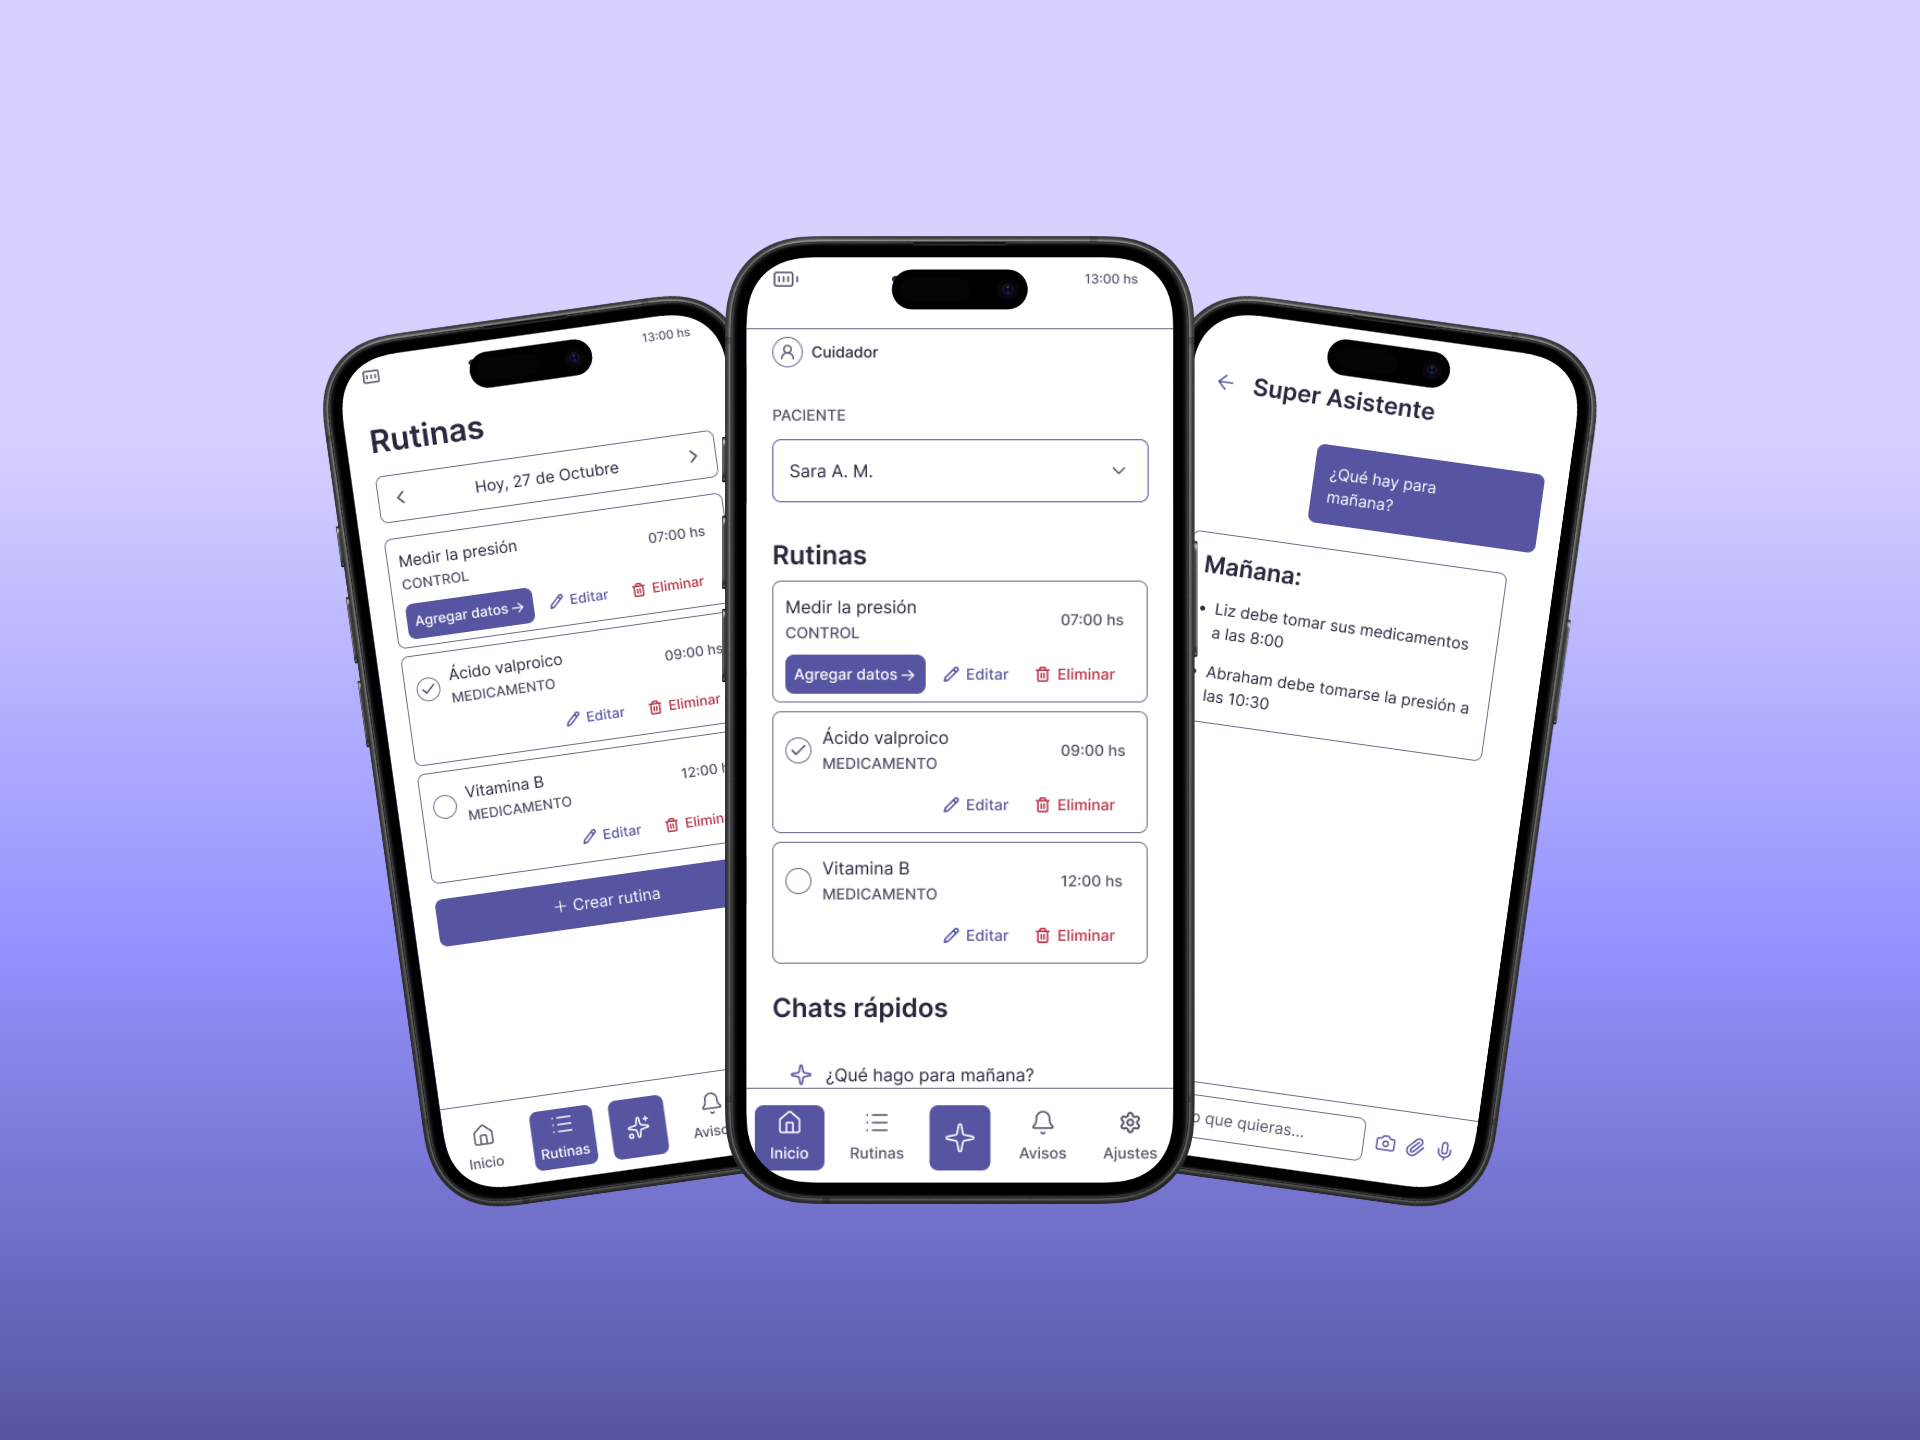 13:00 hs
Rutinas
Hoy, 27 de Octubre
Medir la presión
07:00 hs
CONTROL
Agregar datos
Editar
Eliminar
Ácido valproico
09:00 hs
MEDICAMENTO
Editar
Eliminar
Vitamina B
12:00
MEDICAMENTO
Editar
+ Crear rutina
Inicio
Rutinas
13:00 hs
Cuidador
PACIENTE
Sara A. M.
Rutinas
Medir la presión
CONTROL
07:00 hs
Agregar datos
Editar
Eliminar
Ácido valproico
MEDICAMENTO
09:00 hs
Editar
Eliminar
Vitamina B
MEDICAMENTO
12:00 hs
Editar
Eliminar
Chats rápidos
¿Qué hago para mañana?
Inicio
Rutinas
Avisos
Ajustes
Super Asistente
¿Qué hay para
mañana?
Mañana:
• Liz debe tomar sus medicamentos
a las 8:00
• Abraham debe tomarse la presión a
las 10:30
que quieras...